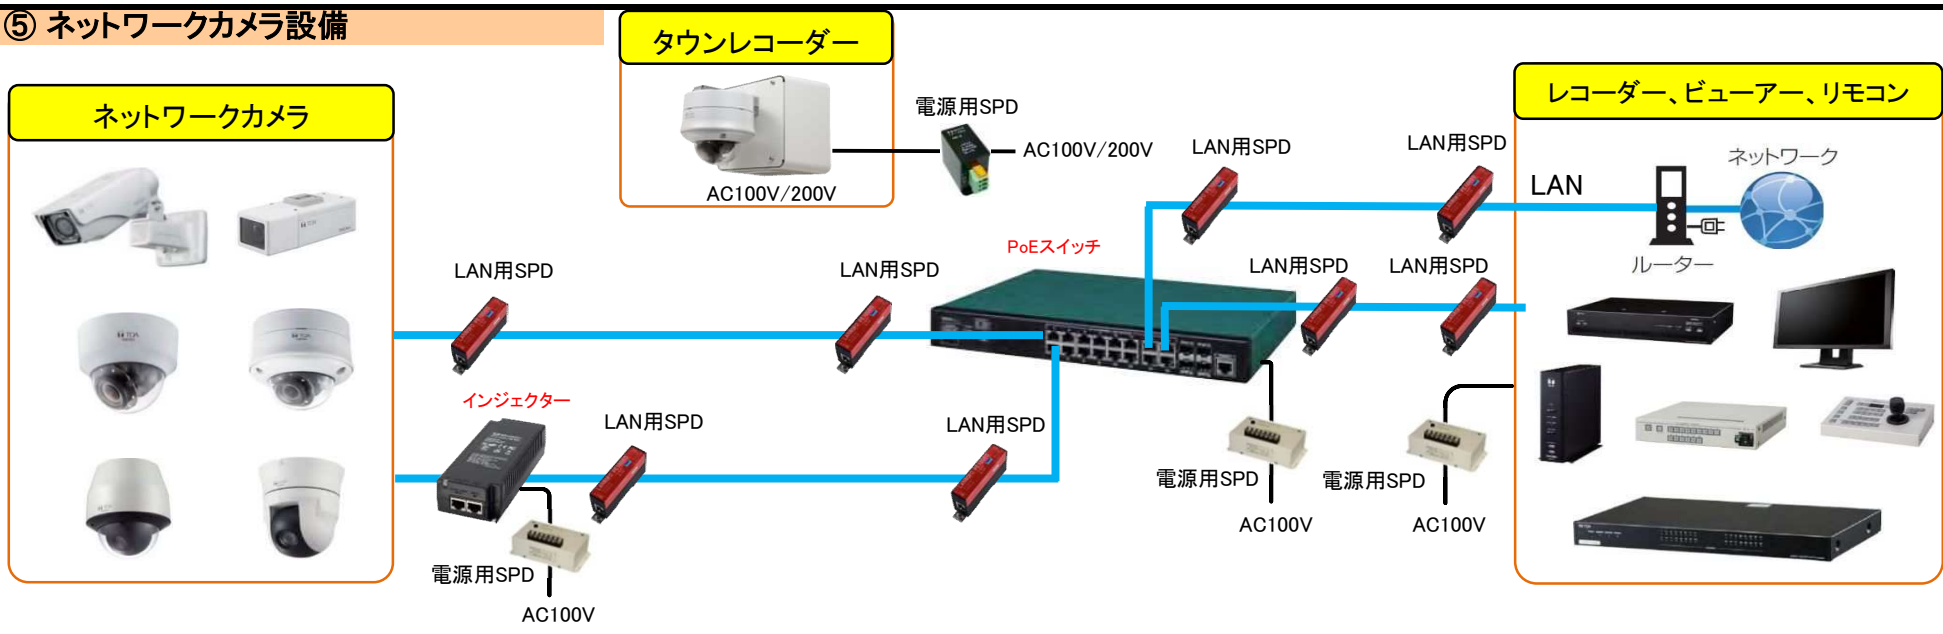 ⑤ ネットワークカメラ設備
タウンレコーダー
ネットワークカメラ
レコーダー、ビューアー、リモコン
電源用SPD
AC100V/200V
AC100V/200V
LAN用SPD
LAN用SPD
LAN
ネットワーク
ルーター
PoEスイッチ
LAN用SPD
LAN用SPD
LAN用SPD
LAN用SPD
インジェクター
LAN用SPD
LAN用SPD
電源用SPD
AC100V
電源用SPD
AC100V
電源用SPD
AC100V